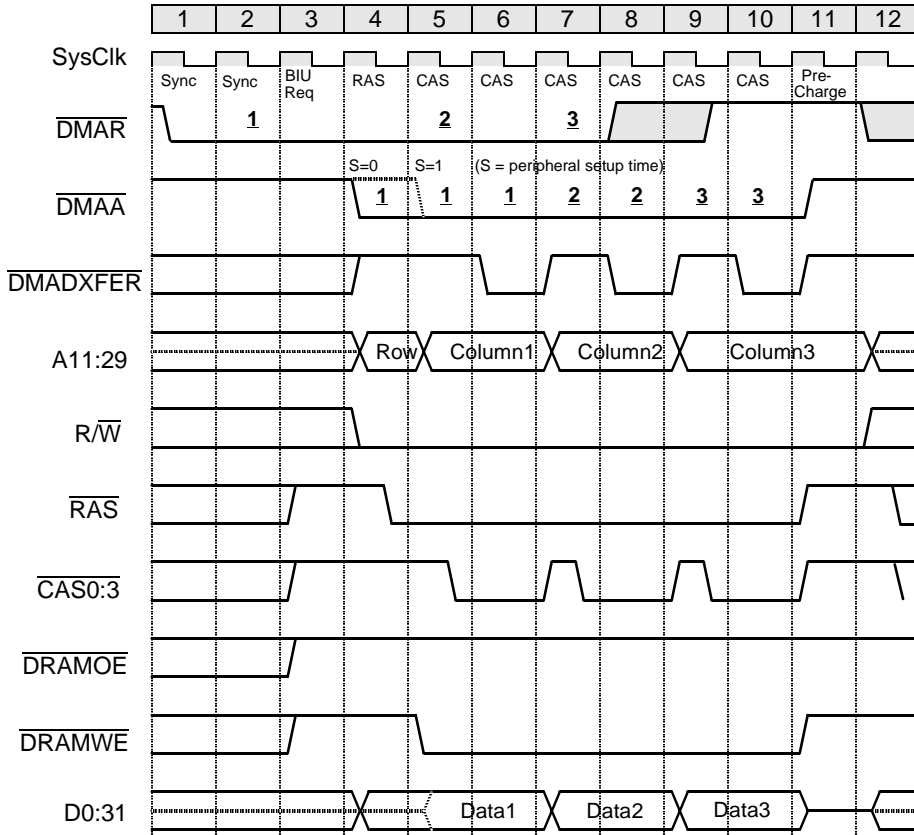 1 2 3 4 5 6 7 8 9 10 11 12
SysClk
Sync Sync BIU Req RAS CAS CAS CAS CAS CAS CAS Pre-Charge
DMAR 1 2 3
S=0 S=1 (S = peripheral setup time)
DMAA 1 1 1 2 2 3 3
DMADXFER
A11:29 Row Column1 Column2 Column3
R/W
RAS
CAS0:3
DRAMOE
DRAMWE
D0:31 Data1 Data2 Data3